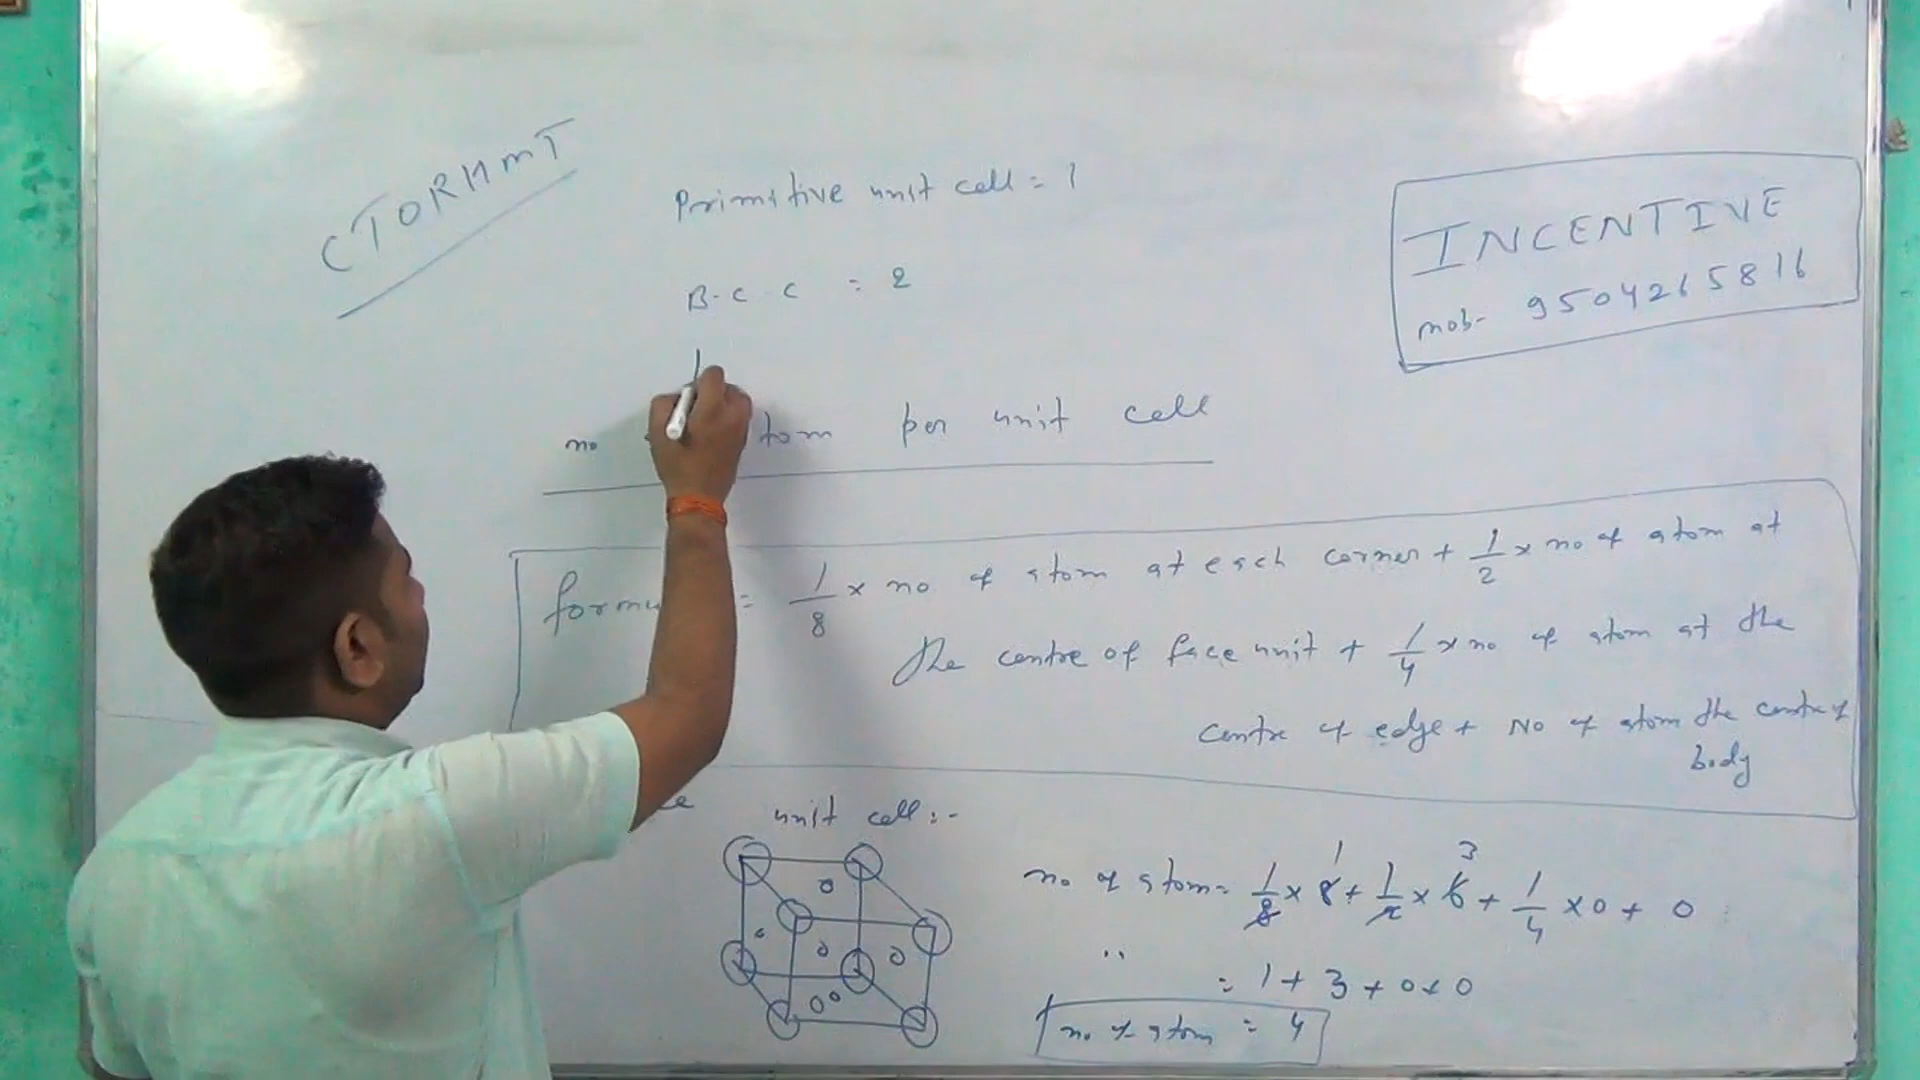 CTORHMT
Primitive unit cell = 1
B.C.C = 2
INCENTIVE
mob- 9504265816
no tom per unit cell
formu = 1/8 x no of atom at each corner + 1/2 x no of atom at
the centre of face unit + 1/4 x no of atom at the
centre of edge + No of atom the centre of
body
unit cell :-
no. of atom = 1/8 x 8 + 1/2 x 6 + 1/4 x 0 + 0
1 3
" = 1 + 3 + 0 + 0
no of atom = 4